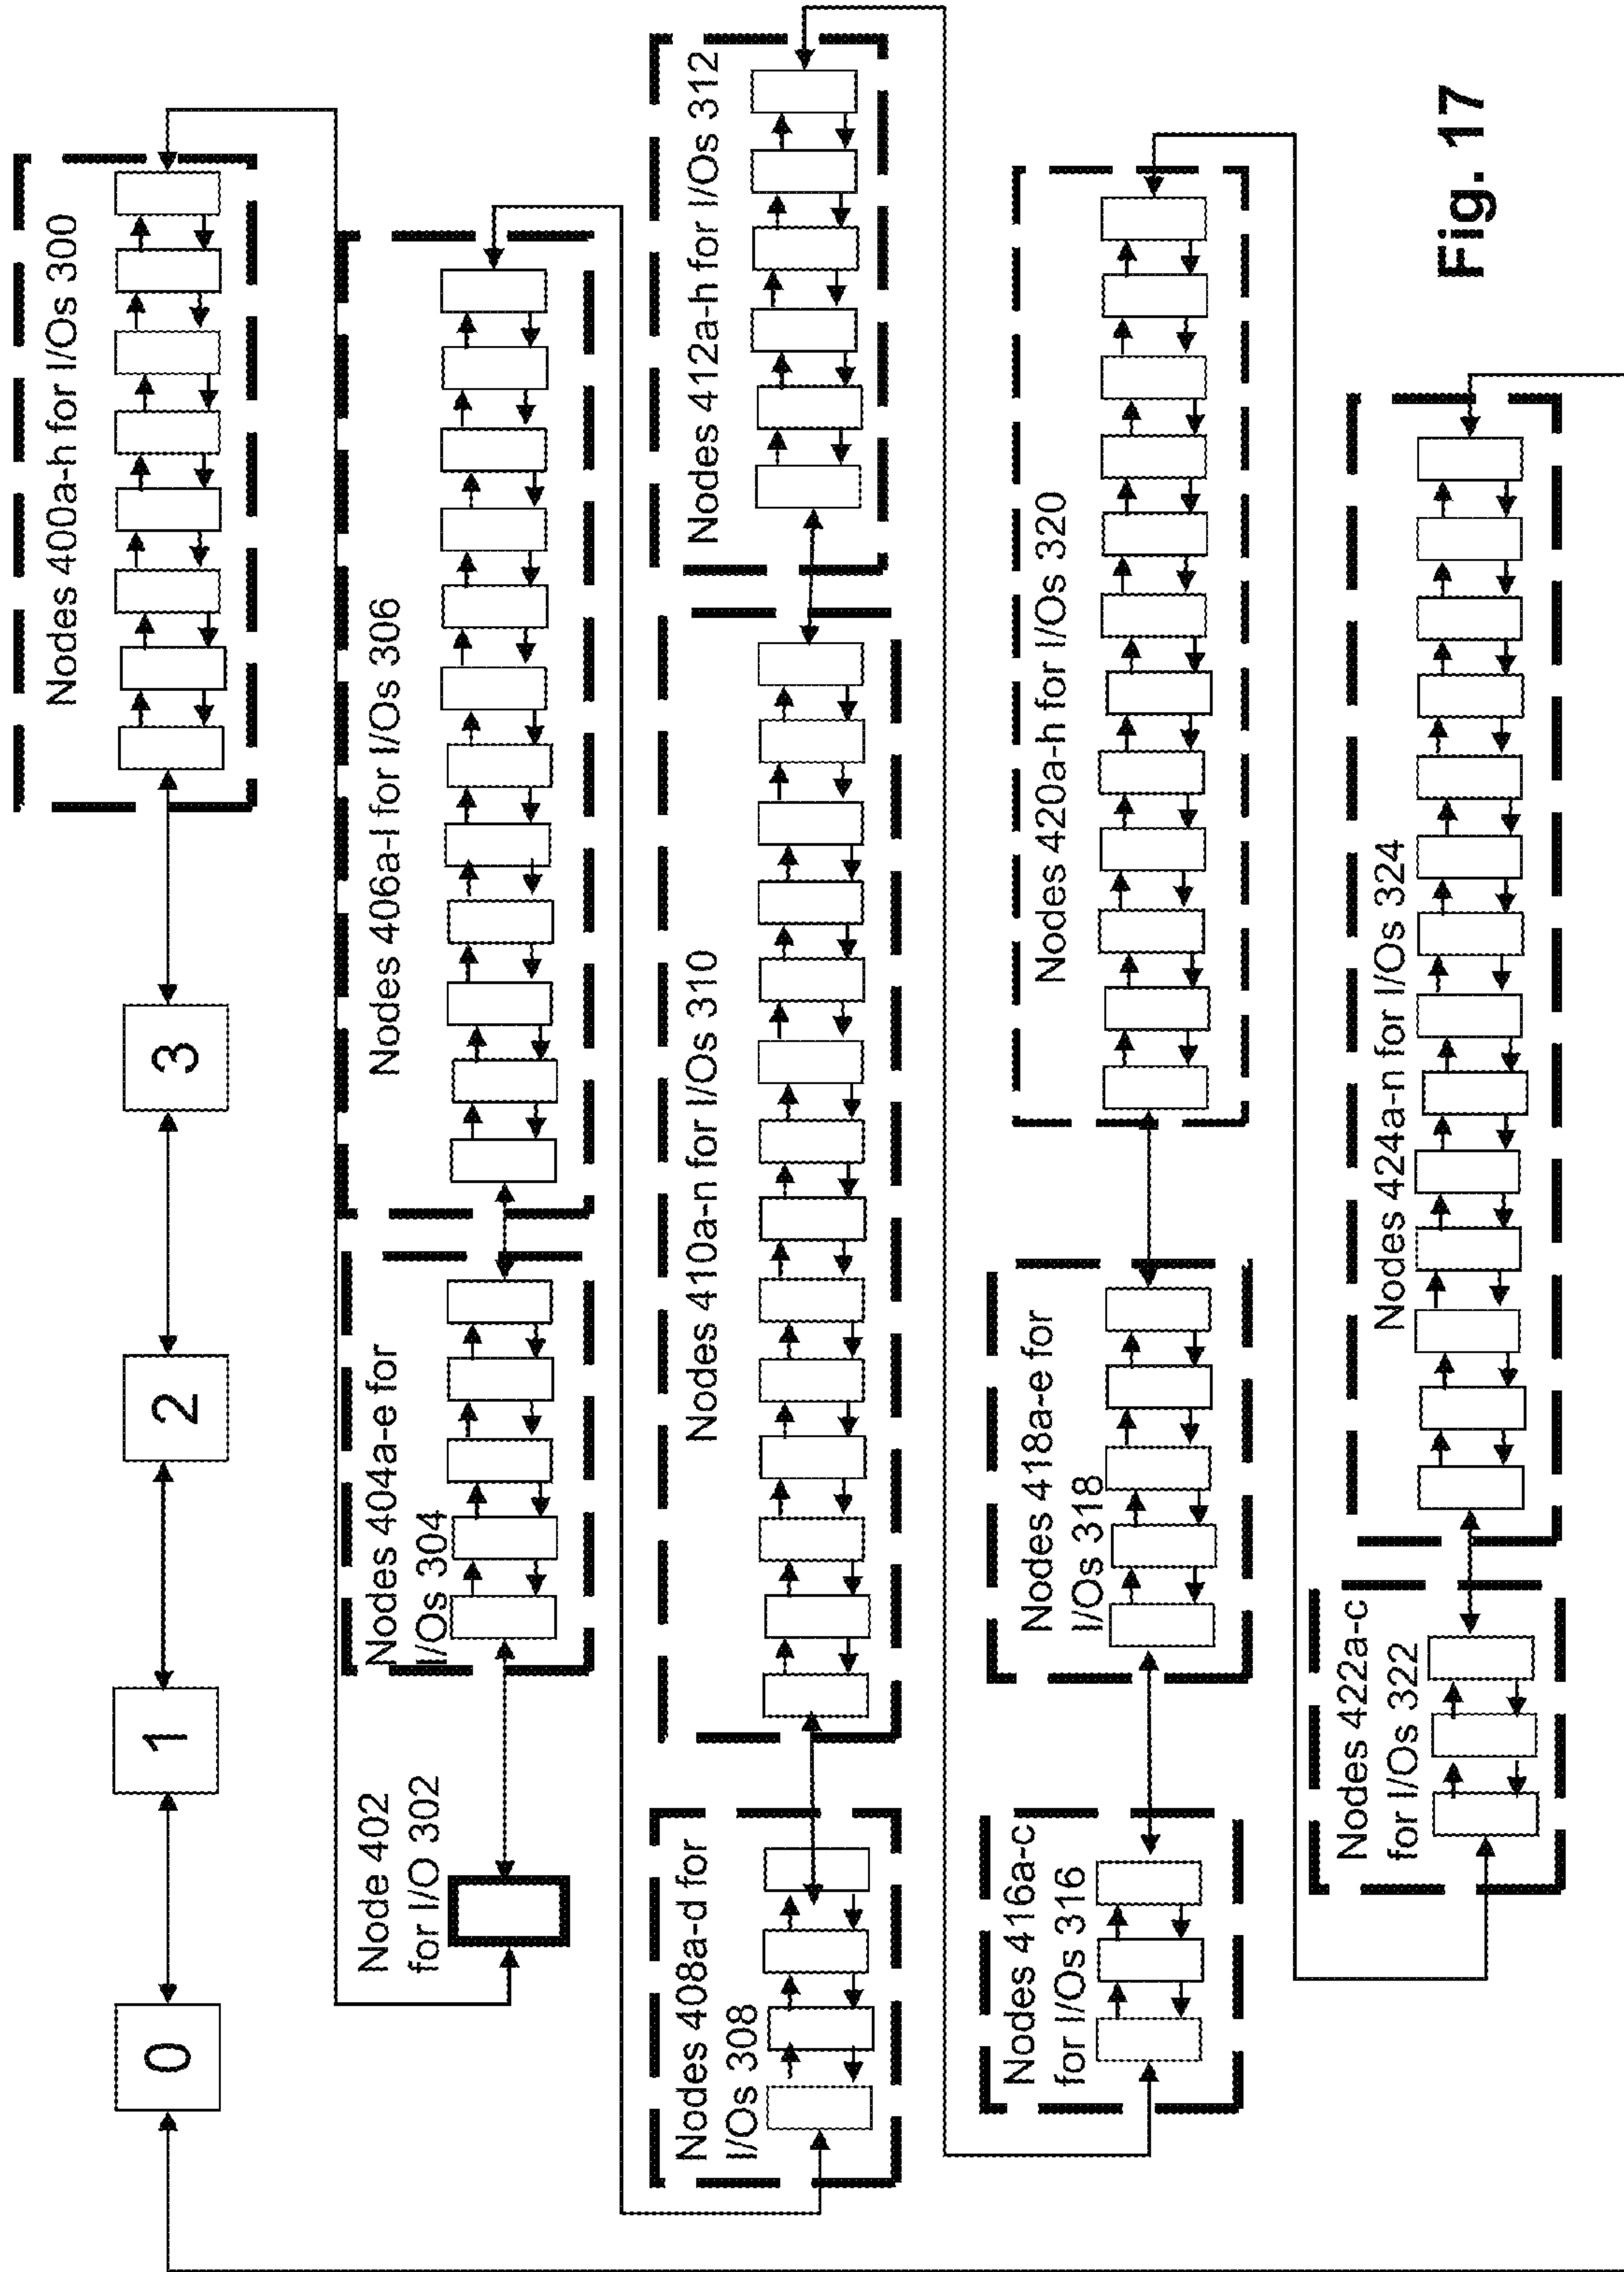 0
1
2
3
Nodes 400a-h for I/Os 300
Node 402
for I/O 302
Nodes 404a-e for
I/Os 304
Nodes 406a-l for I/Os 306
Nodes 408a-d for
I/Os 308
Nodes 410a-n for I/Os 310
Nodes 412a-h for I/Os 312
Nodes 416a-c
for I/Os 316
Nodes 418a-e for
I/Os 318
Nodes 420a-h for I/Os 320
Nodes 422a-c
for I/Os 322
Nodes 424a-n for I/Os 324
Fig. 17